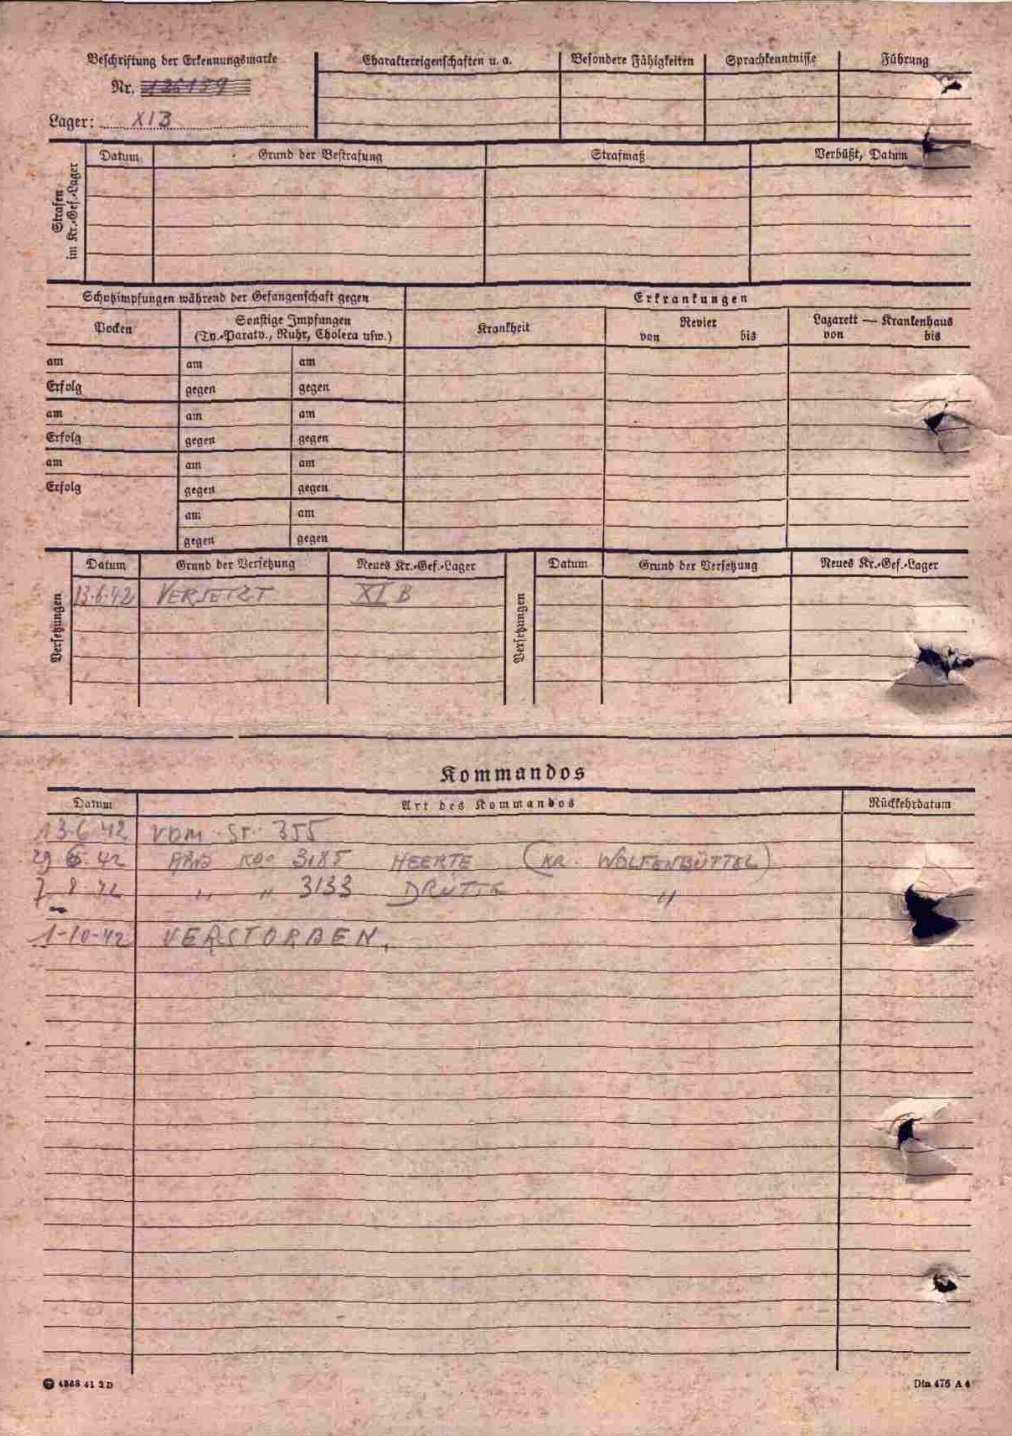 Beschriftung der Erkennungsmarke
Nr. 126159
Lager: XIB
Charaktereigenschaften u. a. Besondere Fähigkeiten Sprachkenntnisse Führung
Strafen im Kr.-Gef.-Lager
Datum Grund der Bestrafung Strafmaß Verbüßt, Datum
Schutzimpfungen während der Gefangenschaft gegen Erkrankungen
Pocken
Sonstige Impfungen
(Ty.-Paraty., Ruhr, Cholera usw.)
Krankheit
Revier
von bis
Lazarett — Krankenhaus
von bis
am am am
Erfolg gegen gegen
am am am
Erfolg gegen gegen
am am am
Erfolg gegen gegen
am am
gegen gegen
Versetzungen
Datum Grund der Versetzung Neues Kr.-Gef.-Lager
13.6.42 VERSETZT XI B
Versetzungen
Datum Grund der Versetzung Neues Kr.-Gef.-Lager
Kommandos
Datum Art des Kommandos Rückkehrdatum
13.6 42 VOM ST. 355
29 6. 42 ARB KDO 3185 HEERTE (KR. WOLFENBÜTTEL)
7 8 42 " " 3133 DRÜTTE "
1-10-42 VERSTORBEN.
41 2D
Din 476 A4